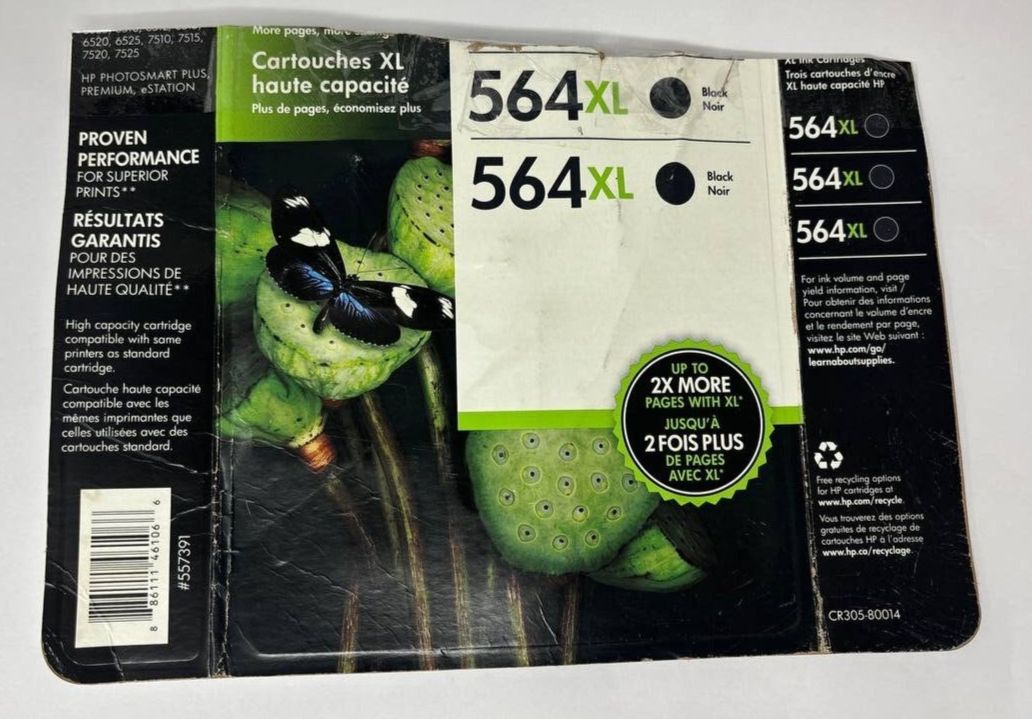 6520, 6525, 7510, 7515,
7520, 7525
HP PHOTOSMART PLUS,
PREMIUM, eSTATION
PROVEN
PERFORMANCE
FOR SUPERIOR
PRINTS**
RÉSULTATS
GARANTIS
POUR DES
IMPRESSIONS DE
HAUTE QUALITÉ**
High capacity cartridge
compatible with same
printers as standard
cartridge.
Cartouche haute capacité
compatible avec les
mêmes imprimantes que
celles utilisées avec des
cartouches standard.
8 86111 46106 6
#557391
More pages, more
Cartouches XL
haute capacité
Plus de pages, économisez plus
564XL
Black
Noir
564XL
Black
Noir
UP TO
2X MORE
PAGES WITH XL*
JUSQU'À
2 FOIS PLUS
DE PAGES
AVEC XL*
XL Ink Cartridges
Trois cartouches d'encre
XL haute capacité HP
564XL
564XL
564XL
For ink volume and page
yield information, visit /
Pour obtenir des informations
concernant le volume d'encre
et le rendement par page,
visitez le site Web suivant :
www.hp.com/go/
learnaboutsupplies.
Free recycling options
for HP cartridges at
www.hp.com/recycle.
Vous trouverez des options
gratuites de recyclage de
cartouches HP à l'adresse
www.hp.ca/recyclage.
CR305-80014